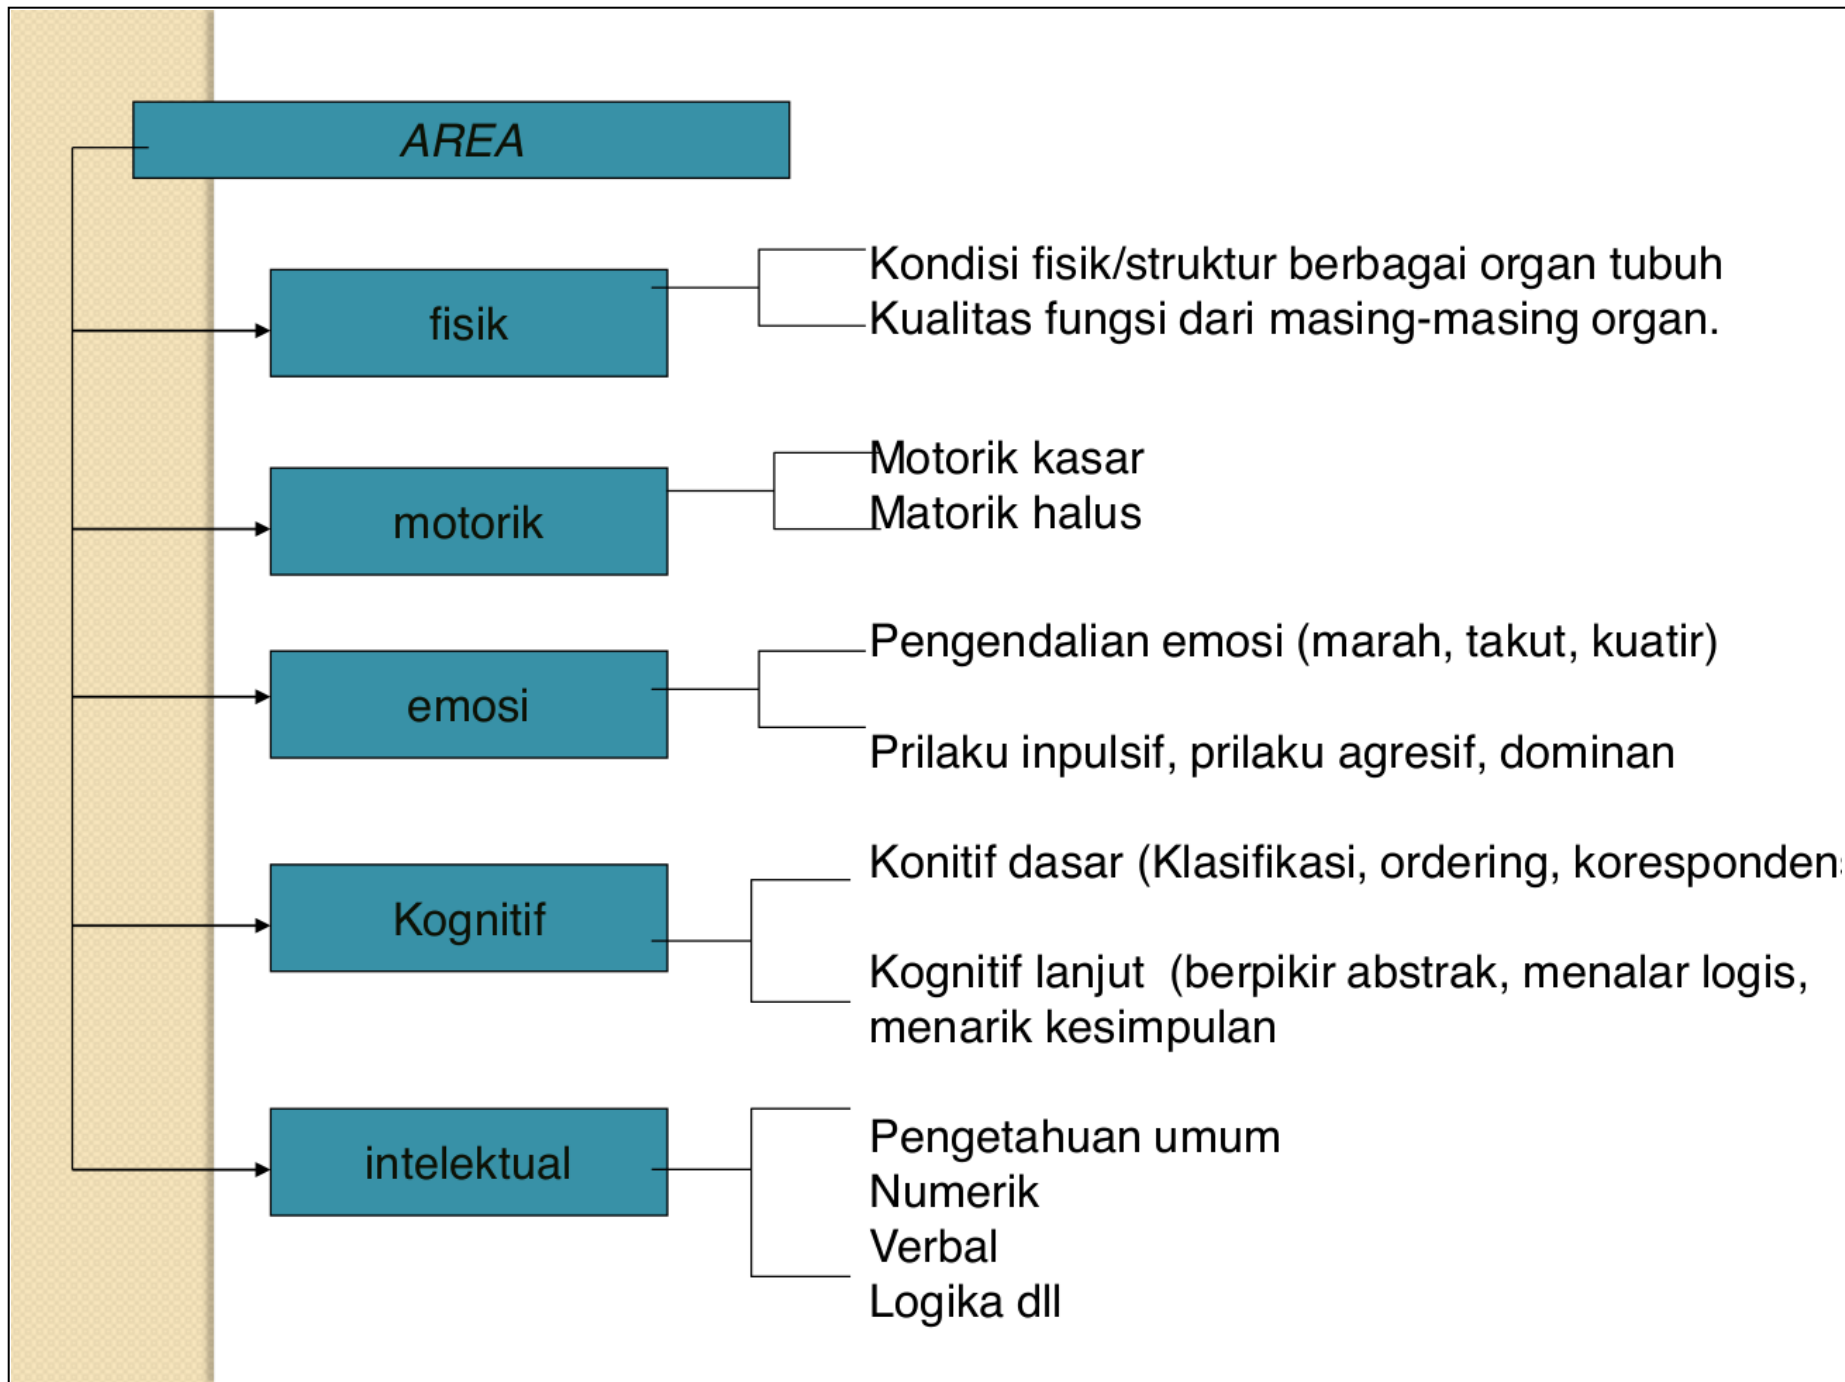 AREA
fisik
Kondisi fisik/struktur berbagai organ tubuh
Kualitas fungsi dari masing-masing organ.
motorik
Motorik kasar
Matorik halus
emosi
Pengendalian emosi (marah, takut, kuatir)
Prilaku inpulsif, prilaku agresif, dominan
Kognitif
Konitif dasar (Klasifikasi, ordering,
Kognitif lanjut (berpikir abstrak, menalar logis,
menarik kesimpulan
intelektual
Pengetahuan umum
Numerik
Verbal
Logika dll